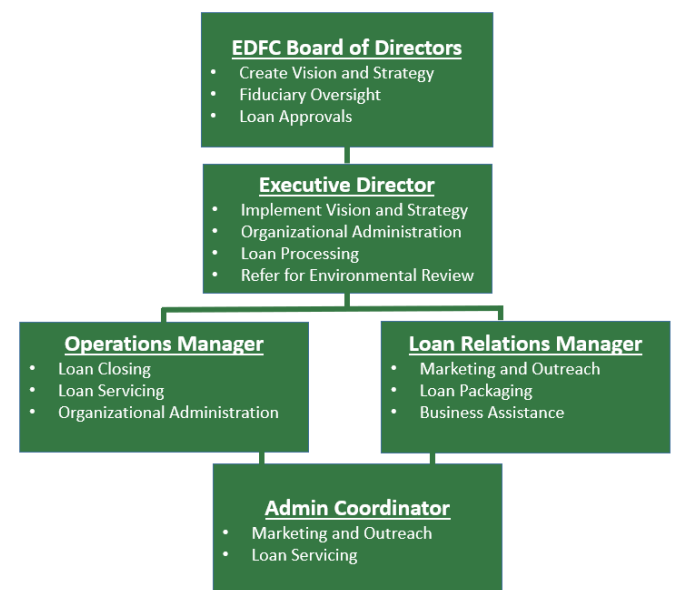 EDFC Board of Directors
• Create Vision and Strategy
• Fiduciary Oversight
• Loan Approvals
Executive Director
• Implement Vision and Strategy
• Organizational Administration
• Loan Processing
• Refer for Environmental Review
Operations Manager
• Loan Closing
• Loan Servicing
• Organizational Administration
Loan Relations Manager
• Marketing and Outreach
• Loan Packaging
• Business Assistance
Admin Coordinator
• Marketing and Outreach
• Loan Servicing